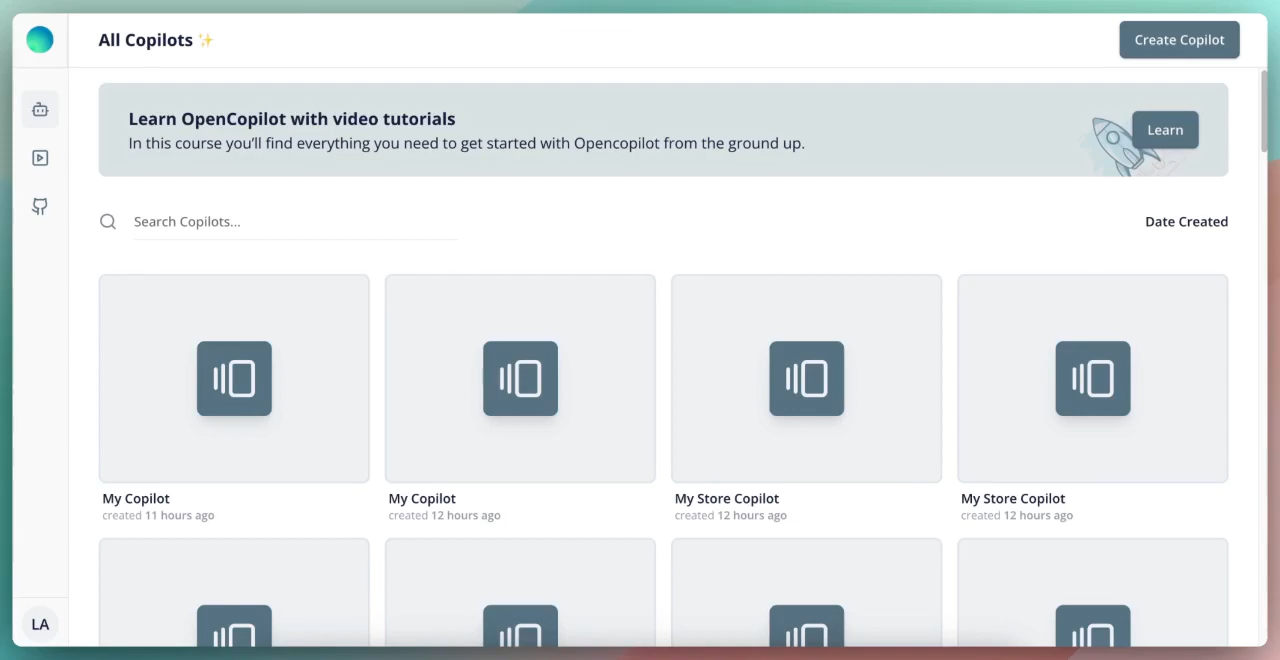 All Copilots ✨
Create Copilot
Learn OpenCopilot with video tutorials
In this course you’ll find everything you need to get started with Opencopilot from the ground up.
Learn
Search Copilots...
Date Created
My Copilot
created 11 hours ago
My Copilot
created 12 hours ago
My Store Copilot
created 12 hours ago
My Store Copilot
created 12 hours ago
LA